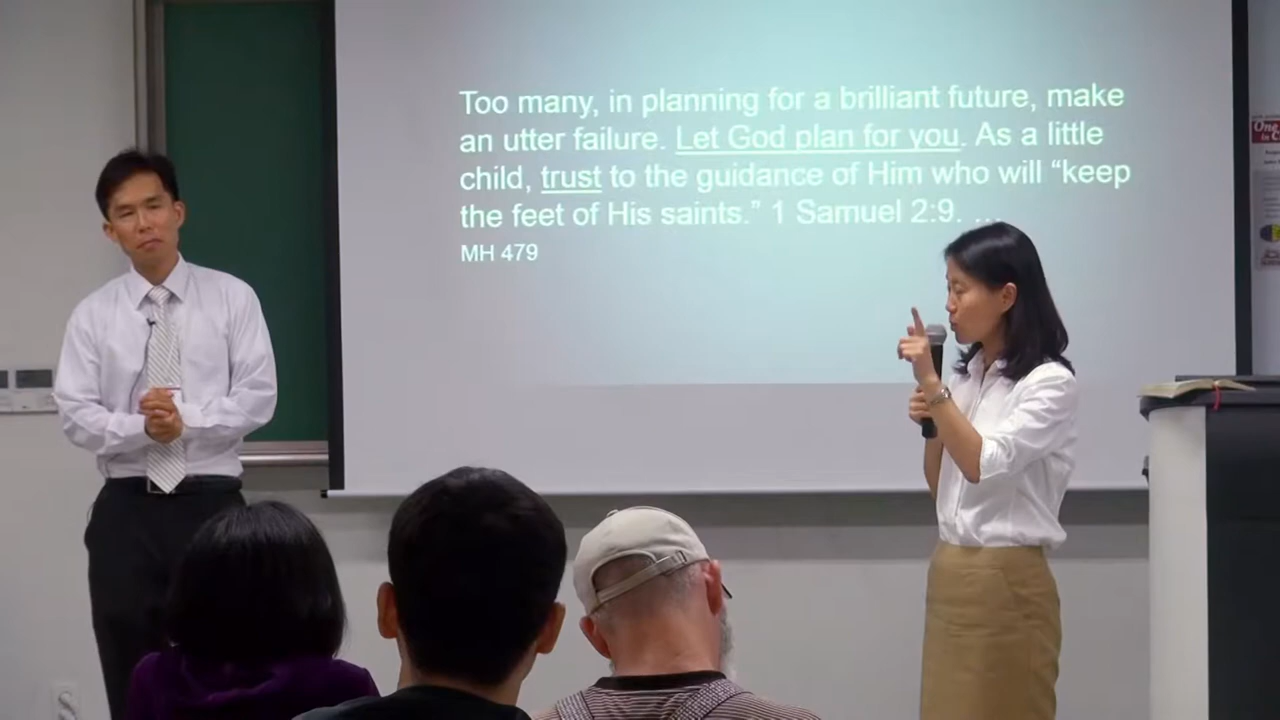 Too many, in planning for a brilliant future, make
an utter failure. Let God plan for you. As a little
child, trust to the guidance of Him who will “keep
the feet of His saints.” 1 Samuel 2:9. ...
MH 479
One